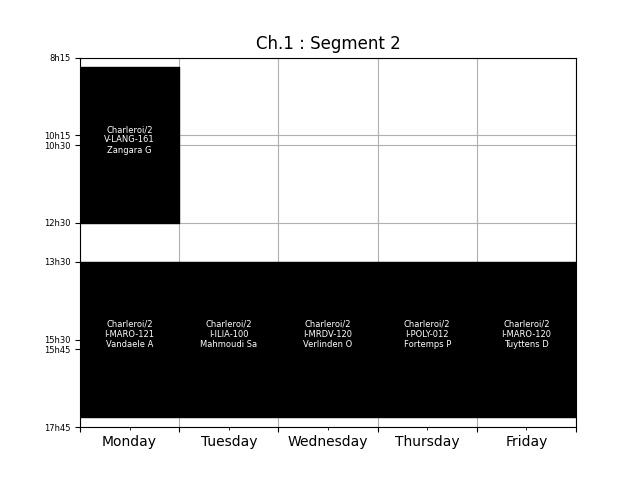 Ch.1 : Segment 2
8h15
10h15
10h30
12h30
13h30
15h30
15h45
17h45
Charleroi/2
V-LANG-161
Zangara G
Charleroi/2
I-MARO-121
Vandaele A
Charleroi/2
I-ILIA-100
Mahmoudi Sa
Charleroi/2
I-MRDV-120
Verlinden O
Charleroi/2
I-POLY-012
Fortemps P
Charleroi/2
I-MARO-120
Tuyttens D
Monday
Tuesday
Wednesday
Thursday
Friday